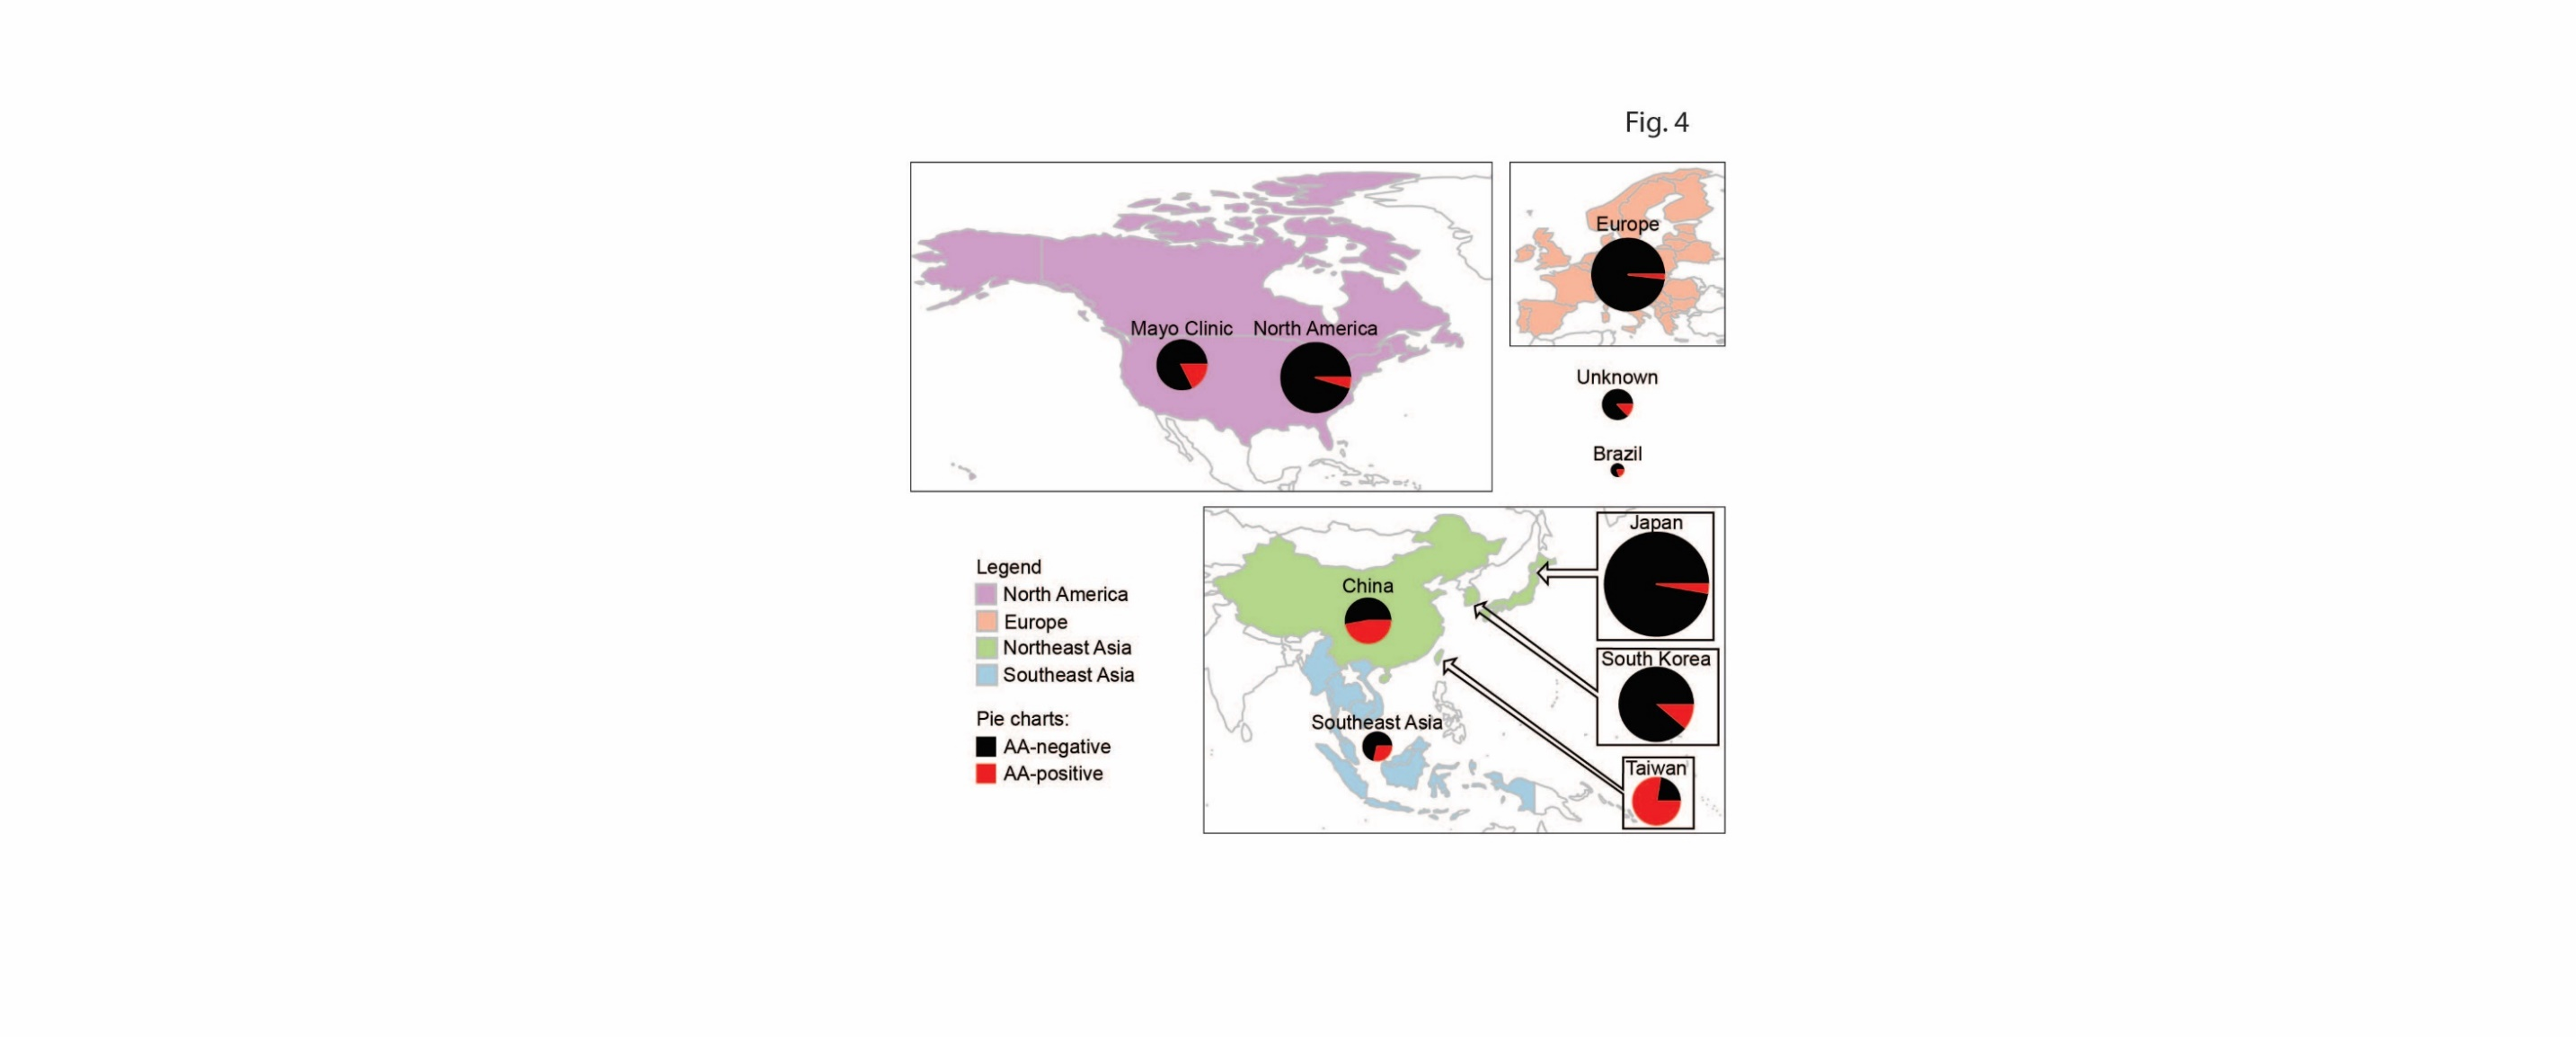 Fig. 4
Mayo Clinic
North America
Europe
Unknown
Brazil
Legend
North America
Europe
Northeast Asia
Southeast Asia
Pie charts:
AA-negative
AA-positive
China
Southeast Asia
Japan
South Korea
Taiwan